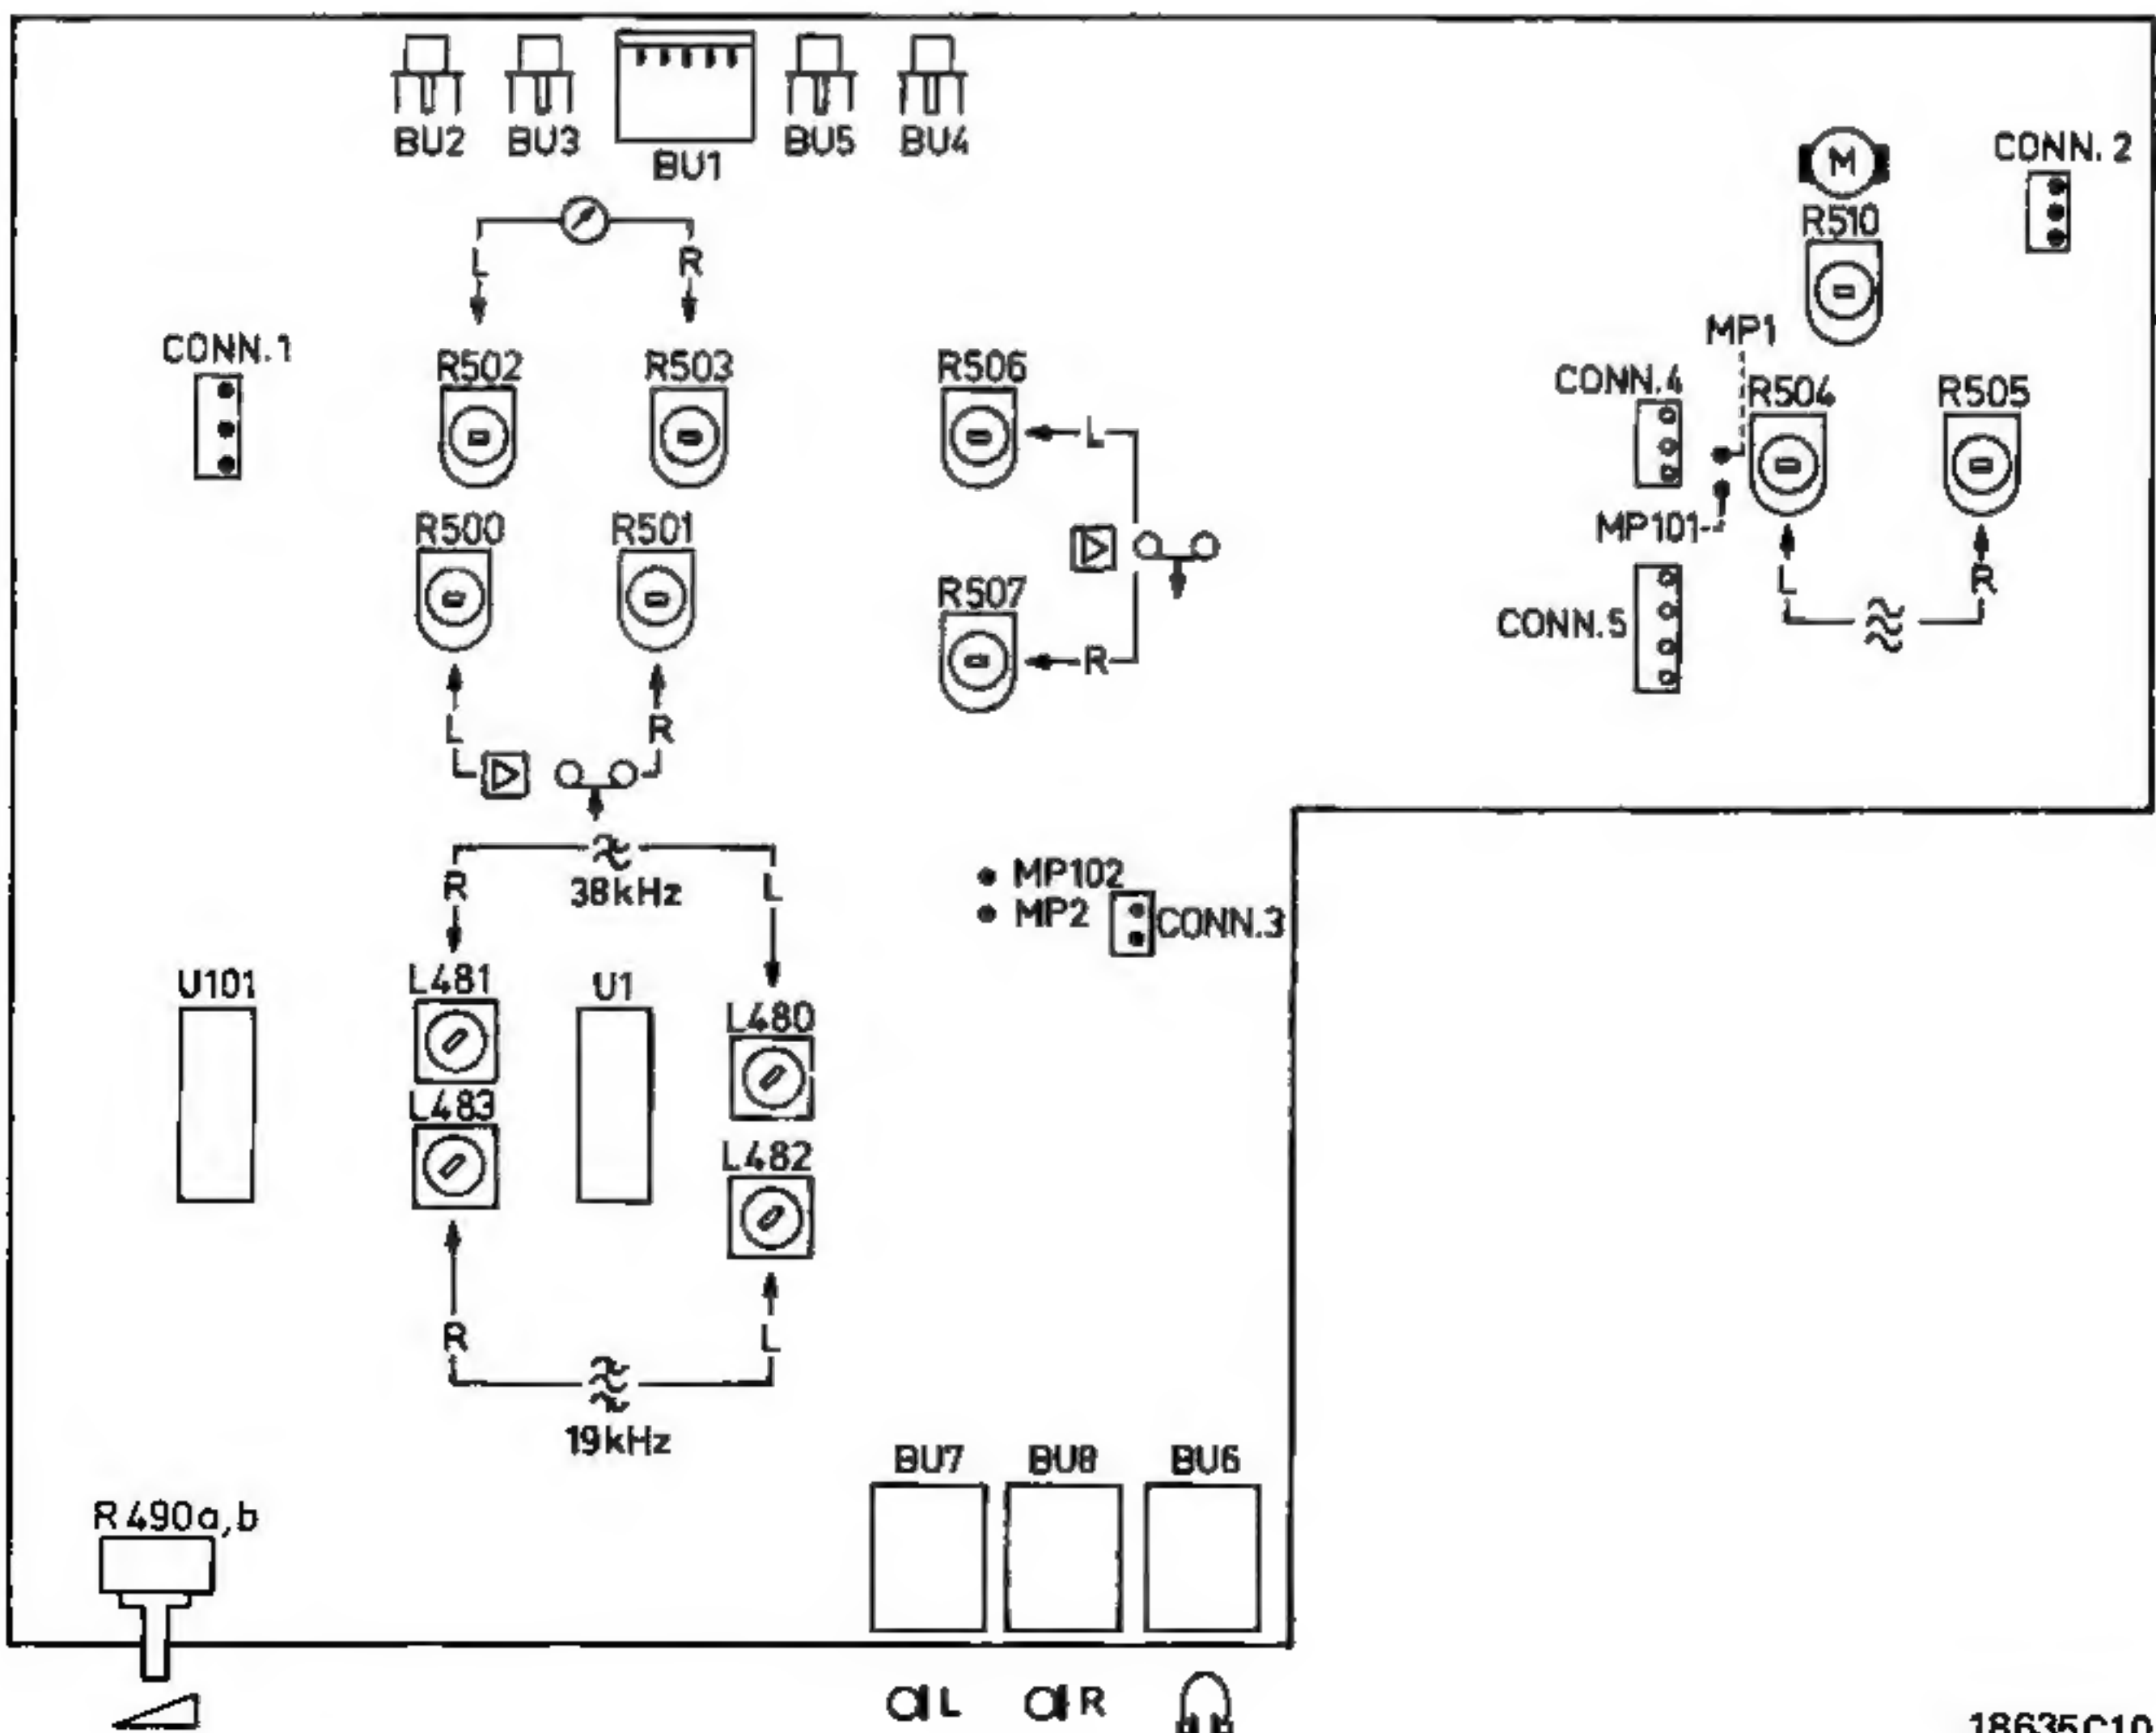 BU2 BU3 BU1 BU5 BU4
M
CONN. 2
R510
L R
MP1
CONN.1
R502 R503 R506
CONN.4
R504 R505
L
R500 R501
MP101
L R
R507
CONN.5
R
L R
38kHz
R L
MP102
MP2
CONN.3
U101
L481
U1
L480
L483
L482
R L
19kHz
BU7 BU8 BU6
R490a,b
L R
18635C10